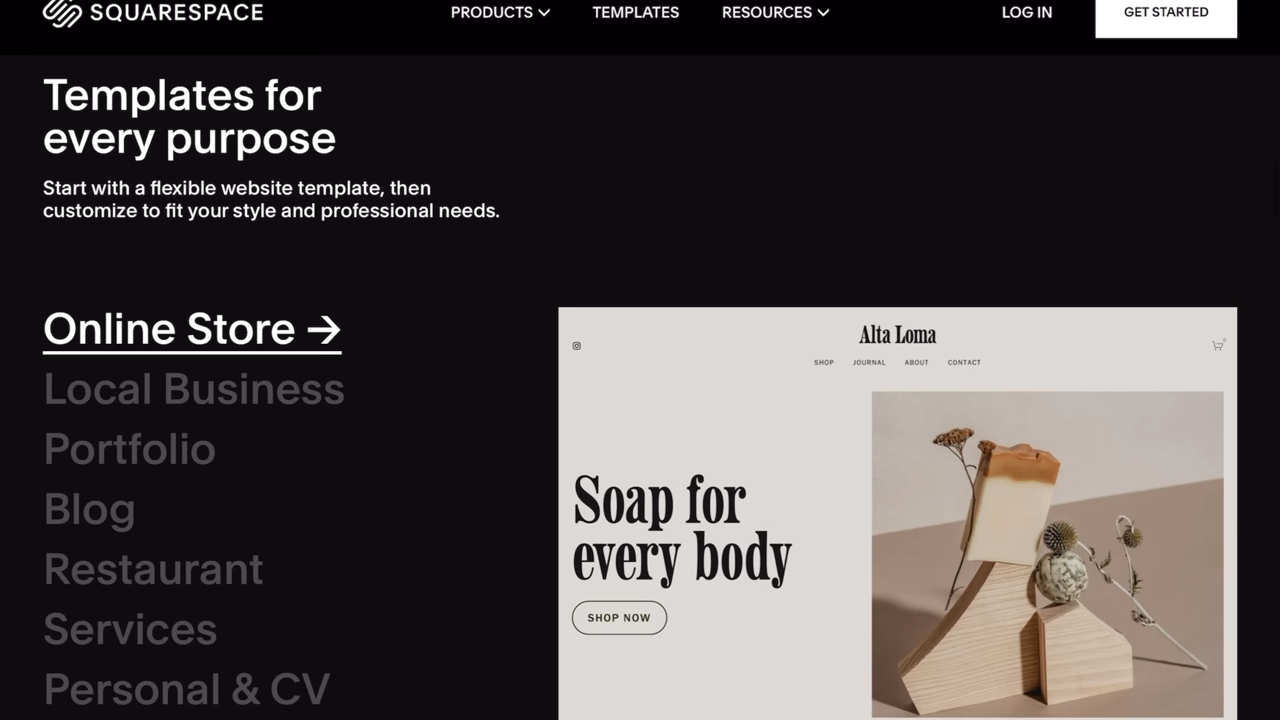 SQUARESPACE
PRODUCTS
TEMPLATES
RESOURCES
LOG IN
GET STARTED
Templates for
every purpose
Start with a flexible website template, then
customize to fit your style and professional needs.
Online Store →
Local Business
Portfolio
Blog
Restaurant
Services
Personal & CV
Alta Loma
0
SHOP
JOURNAL
ABOUT
CONTACT
Soap for
every body
SHOP NOW